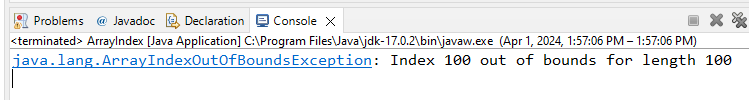 Problems @ Javadoc Declaration Console
<terminated> ArrayIndex [Java Application] C:\Program Files\Java\jdk-17.0.2\bin\javaw.exe (Apr 1, 2024, 1:57:06 PM – 1:57:06 PM)
java.lang.ArrayIndexOutOfBoundsException: Index 100 out of bounds for length 100